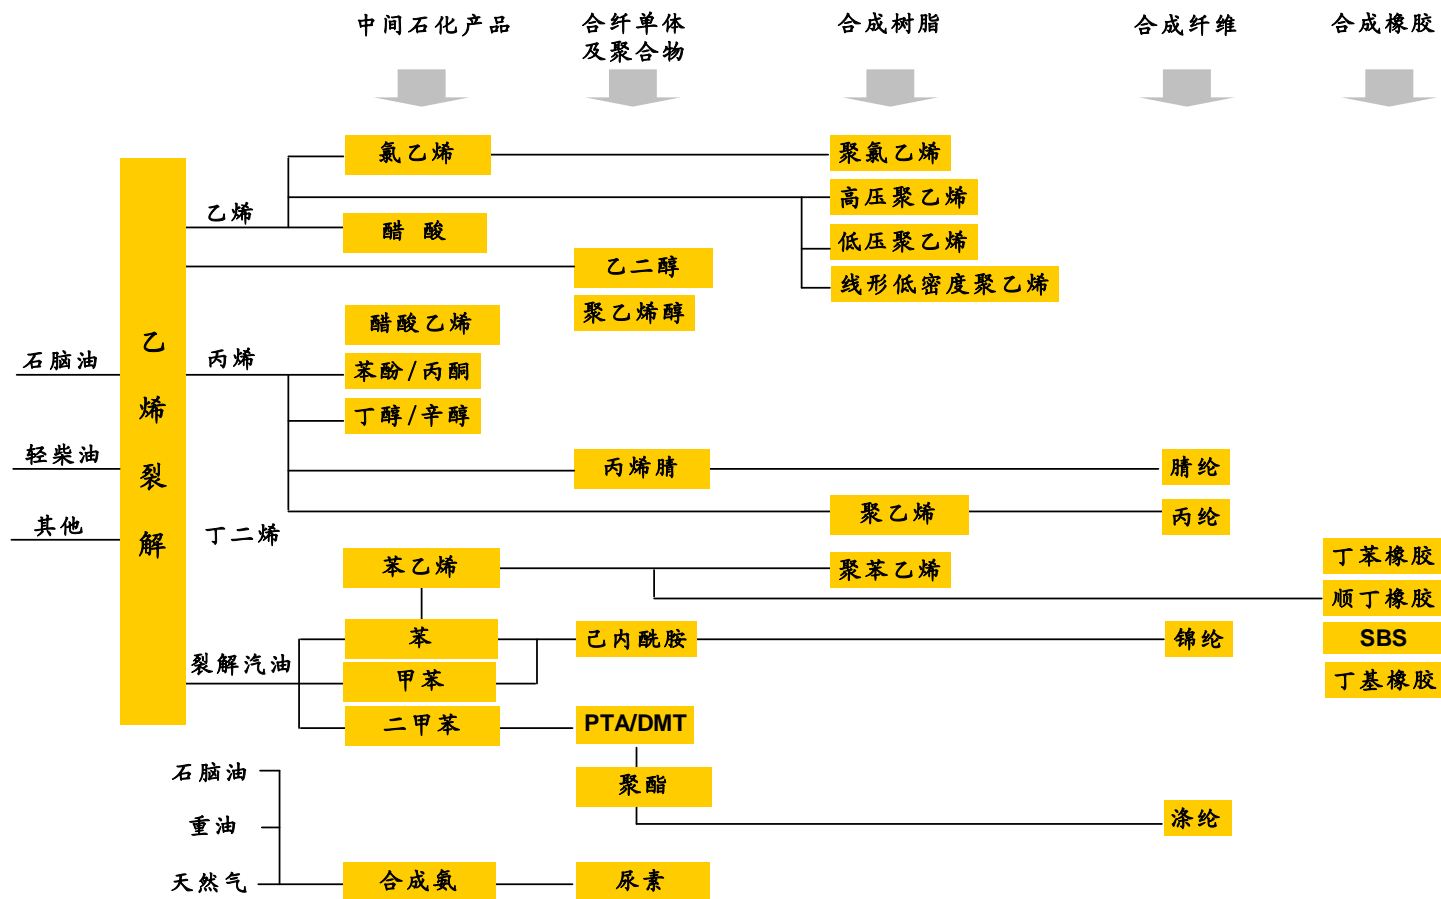 中间石化产品
合纤单体
及聚合物
合成树脂
合成纤维
合成橡胶
氯乙烯
聚氯乙烯
高压聚乙烯
乙烯
醋 酸
低压聚乙烯
乙二醇
线形低密度聚乙烯
聚乙烯醇
醋酸乙烯
乙烯裂解
石脑油
丙烯
苯酚/丙酮
丁醇/辛醇
轻柴油
丙烯腈
腈纶
其他
丁二烯
聚乙烯
丙纶
苯乙烯
聚苯乙烯
丁苯橡胶
顺丁橡胶
苯
己内酰胺
锦纶
SBS
裂解汽油
甲苯
丁基橡胶
二甲苯
PTA/DMT
石脑油
聚酯
重油
涤纶
天然气
合成氨
尿素